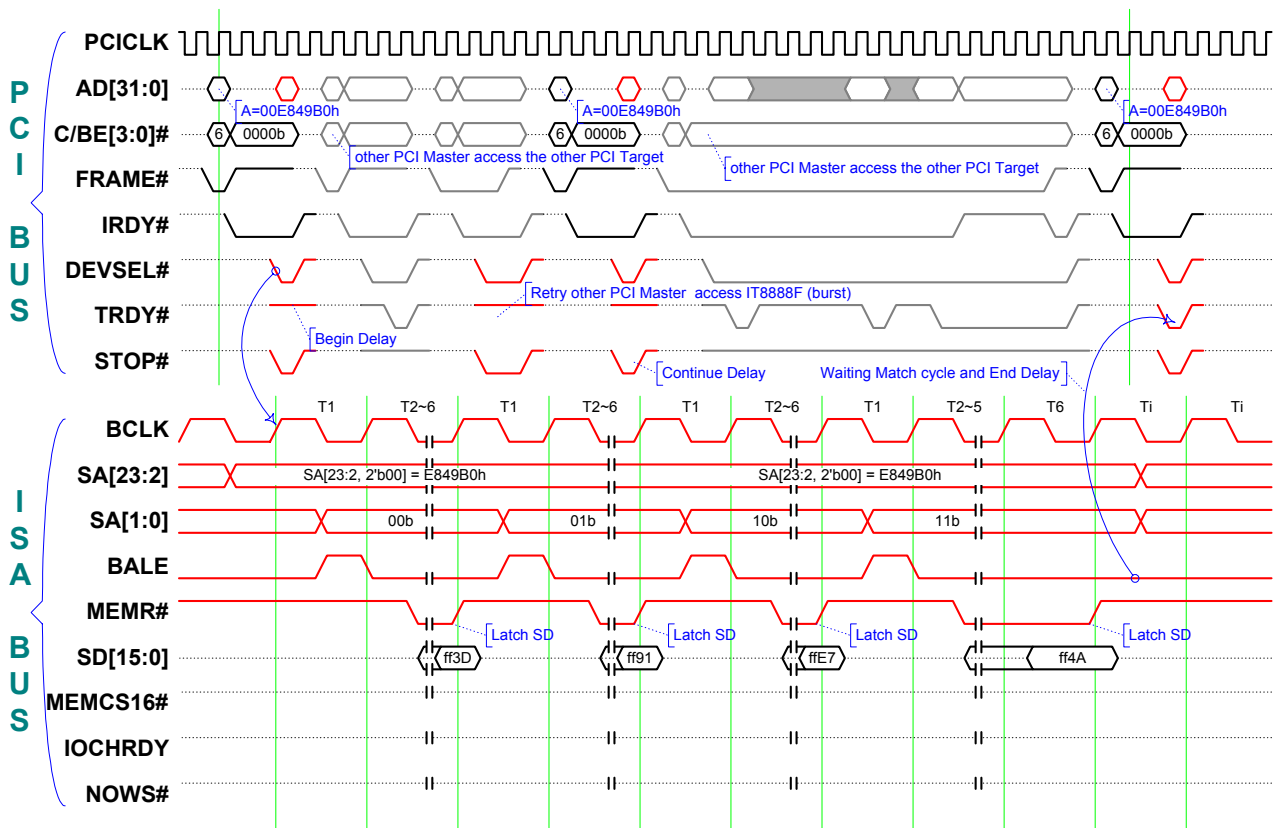 PCI BUS
PCICLK
AD[31:0]
A=00E849B0h
A=00E849B0h
A=00E849B0h
C/BE[3:0]#
6 0000b 6 0000b 6 0000b
other PCI Master access the other PCI Target
other PCI Master access the other PCI Target
FRAME#
IRDY#
DEVSEL#
Retry other PCI Master access IT8888F (burst)
TRDY#
Begin Delay
STOP#
Continue Delay
Waiting Match cycle and End Delay
ISA BUS
T1 T2~6 T1 T2~6 T1 T2~6 T1 T2~5 T6 Ti Ti
BCLK
SA[23:2]
SA[23:2, 2'b00] = E849B0h
SA[23:2, 2'b00] = E849B0h
SA[1:0]
00b 01b 10b 11b
BALE
MEMR#
Latch SD Latch SD Latch SD Latch SD
SD[15:0]
ff3D ff91 ffE7 ff4A
MEMCS16#
IOCHRDY
NOWS#